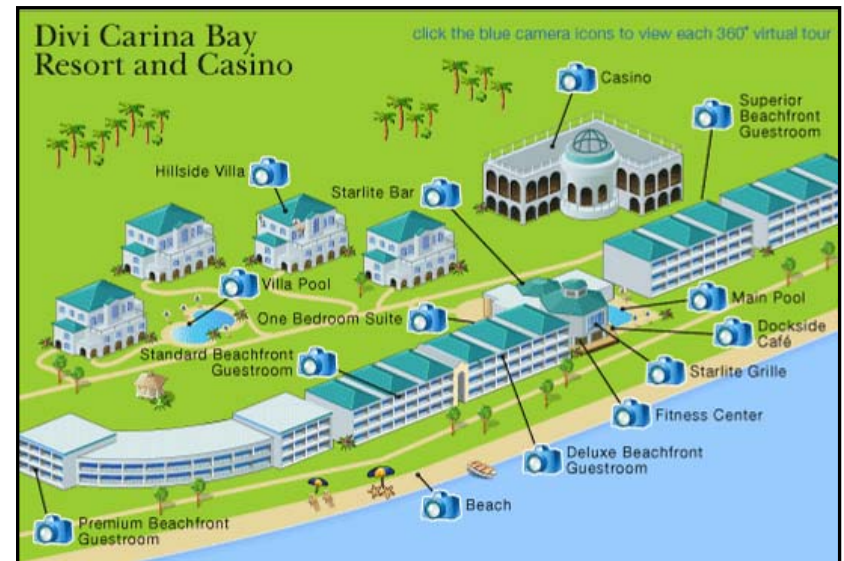 Divi Carina Bay
Resort and Casino
click the blue camera icons to view each 360° virtual tour
Casino
Superior
Beachfront
Guestroom
Hillside Villa
Starlite Bar
Villa Pool
Main Pool
One Bedroom Suite
Dockside
Café
Standard Beachfront
Guestroom
Starlite Grille
Fitness Center
Deluxe Beachfront
Guestroom
Beach
Premium Beachfront
Guestroom